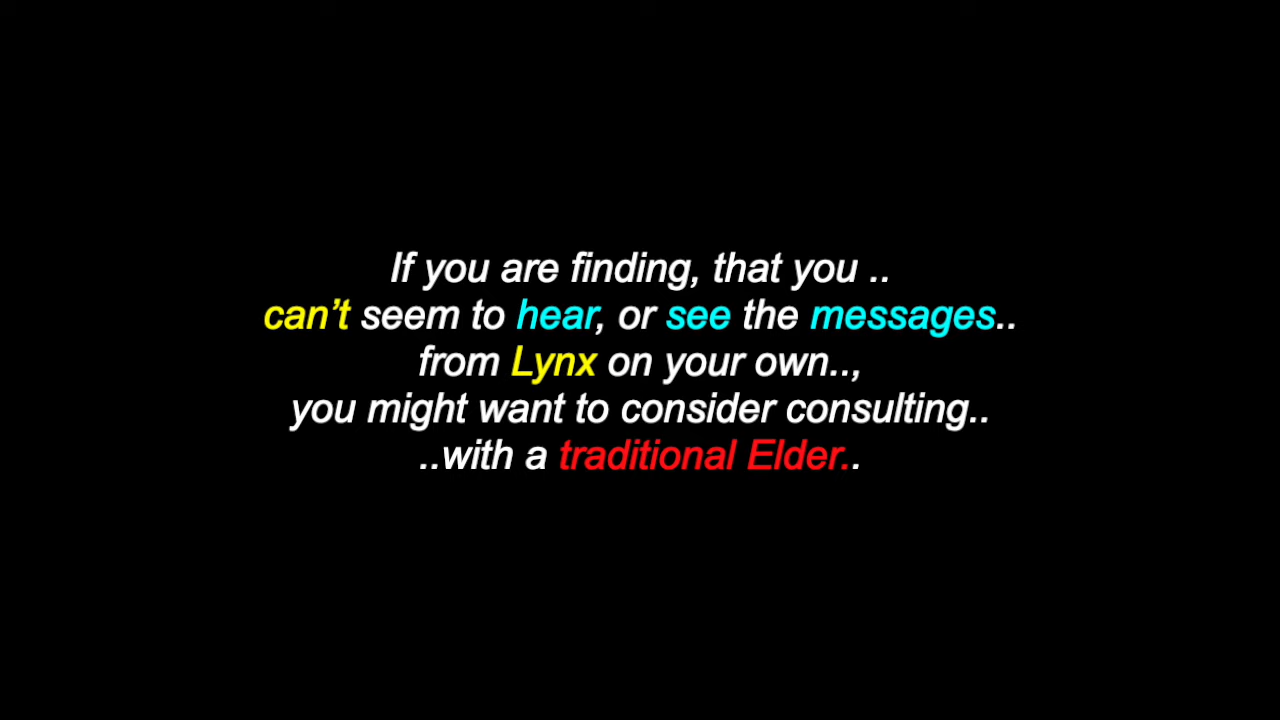 If you are finding, that you ..
can’t seem to hear, or see the messages..
from Lynx on your own..,
you might want to consider consulting..
..with a traditional Elder..